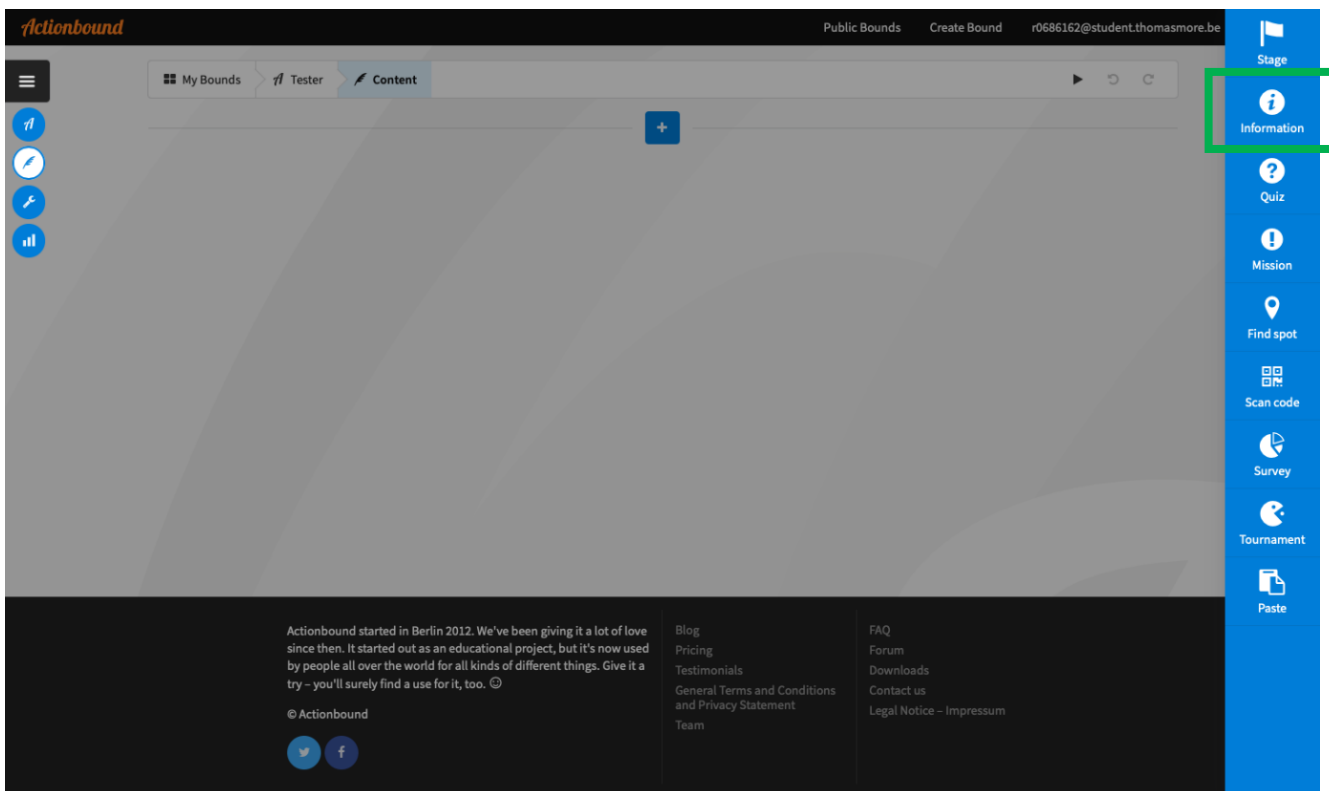 Actionbound
Public Bounds
Create Bound
r0686162@student.thomasmore.be
My Bounds
Tester
Content
Stage
Information
Quiz
Mission
Find spot
Scan code
Survey
Tournament
Paste
Actionbound started in Berlin 2012. We've been giving it a lot of love
since then. It started out as an educational project, but it's now used
by people all over the world for all kinds of different things. Give it a
try – you'll surely find a use for it, too. ☺
© Actionbound
Blog
Pricing
Testimonials
General Terms and Conditions
and Privacy Statement
Team
FAQ
Forum
Downloads
Contact us
Legal Notice – Impressum